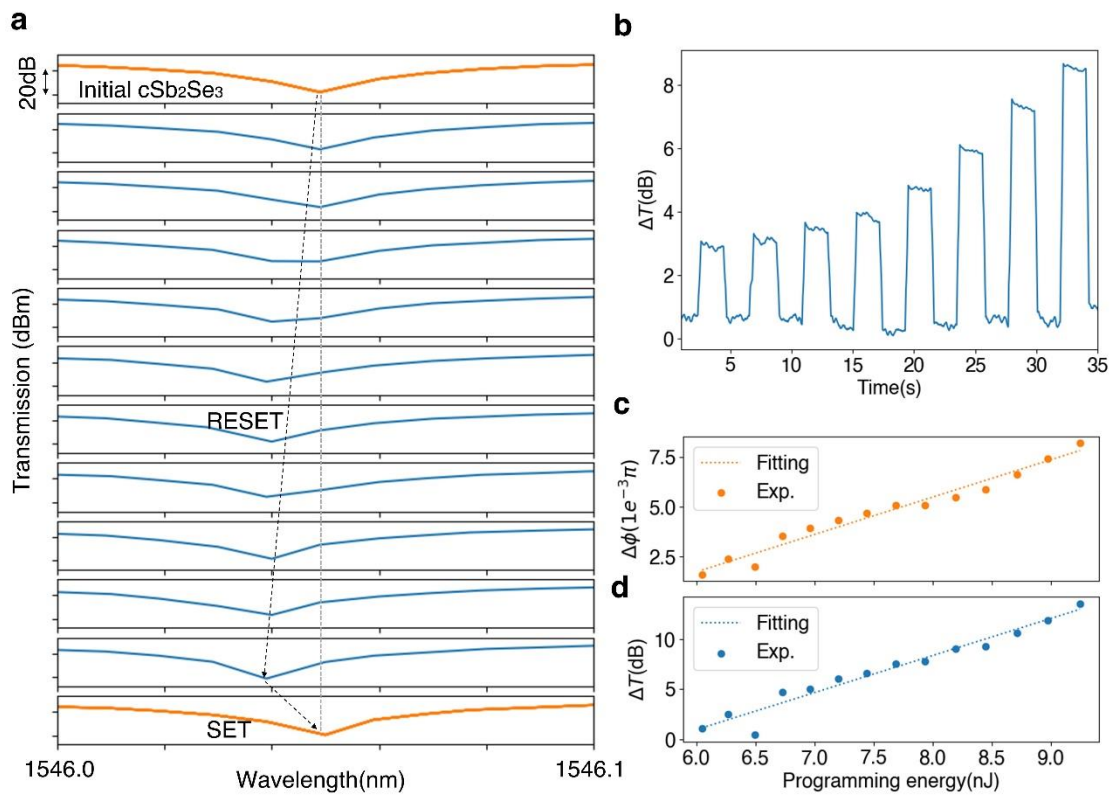 a
20dB
Initial cSb₂Se₃
RESET
SET
Transmission (dBm)
1546.0
1546.1
Wavelength(nm)
b
8
6
4
2
0
ΔT(dB)
5
10
15
20
25
30
35
Time(s)
c
7.5
5.0
2.5
Δϕ(1e⁻³π)
Fitting
Exp.
d
10
5
0
ΔT(dB)
Fitting
Exp.
6.0
6.5
7.0
7.5
8.0
8.5
9.0
Programming energy(nJ)